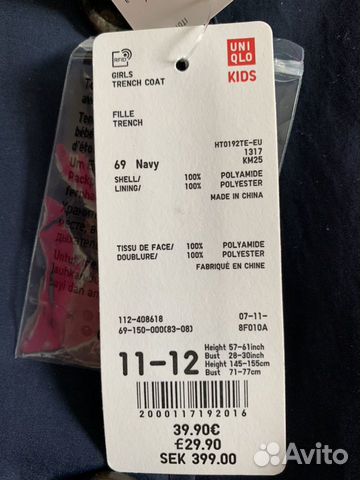 RFID
UNI
QLO
KIDS
GIRLS
TRENCH COAT
FILLE
TRENCH
HT0192TE-EU
1317
KM25
69 Navy
SHELL/ 100% POLYAMIDE
LINING/ 100% POLYESTER
MADE IN CHINA
TISSU DE FACE/ 100% POLYAMIDE
DOUBLURE/ 100% POLYESTER
FABRIQUÉ EN CHINE
112-408618 07-11-
69-150-000(83-08) 8F010A
11-12
Height 57-61inch
Bust 28-30inch
Height 145-155cm
Bust 71-77cm
2000117192016
39.90€
£29.90
SEK 399.00
Avito